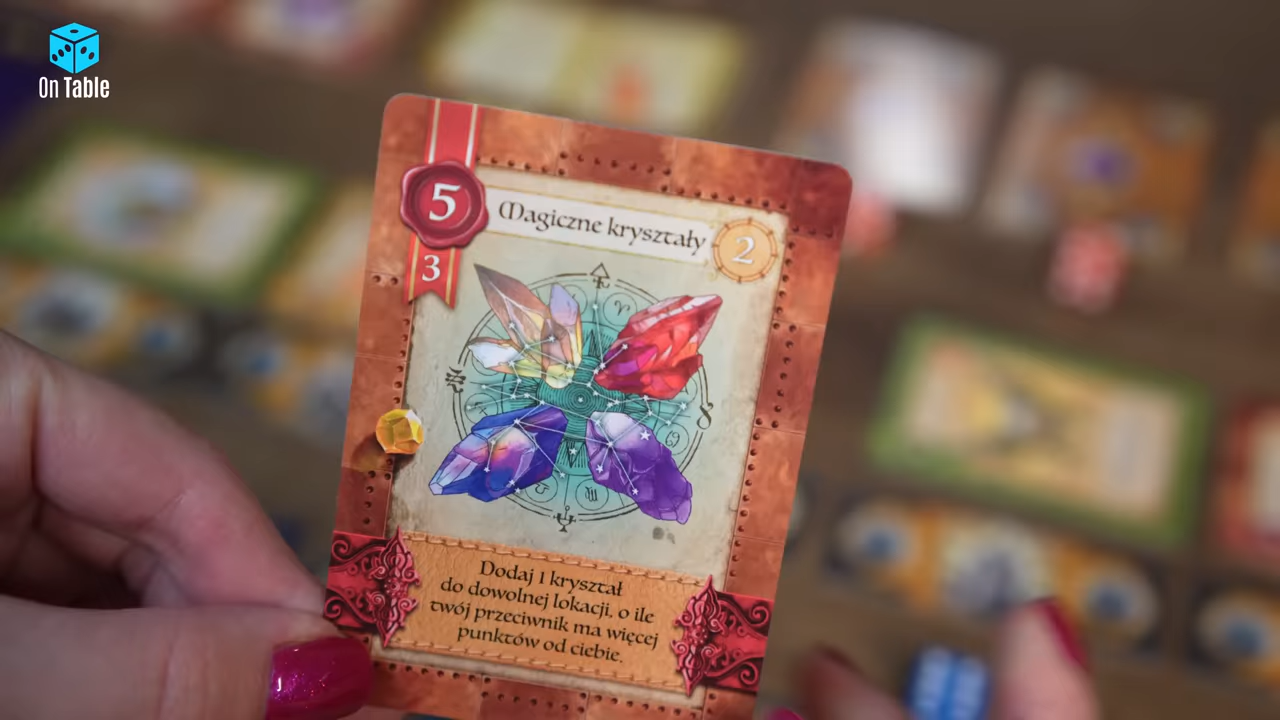 On Table
5
Magiczne kryształy
2
3
Dodaj 1 kryształ
do dowolnej lokacji, o ile
twój przeciwnik ma więcej
punktów od ciebie.